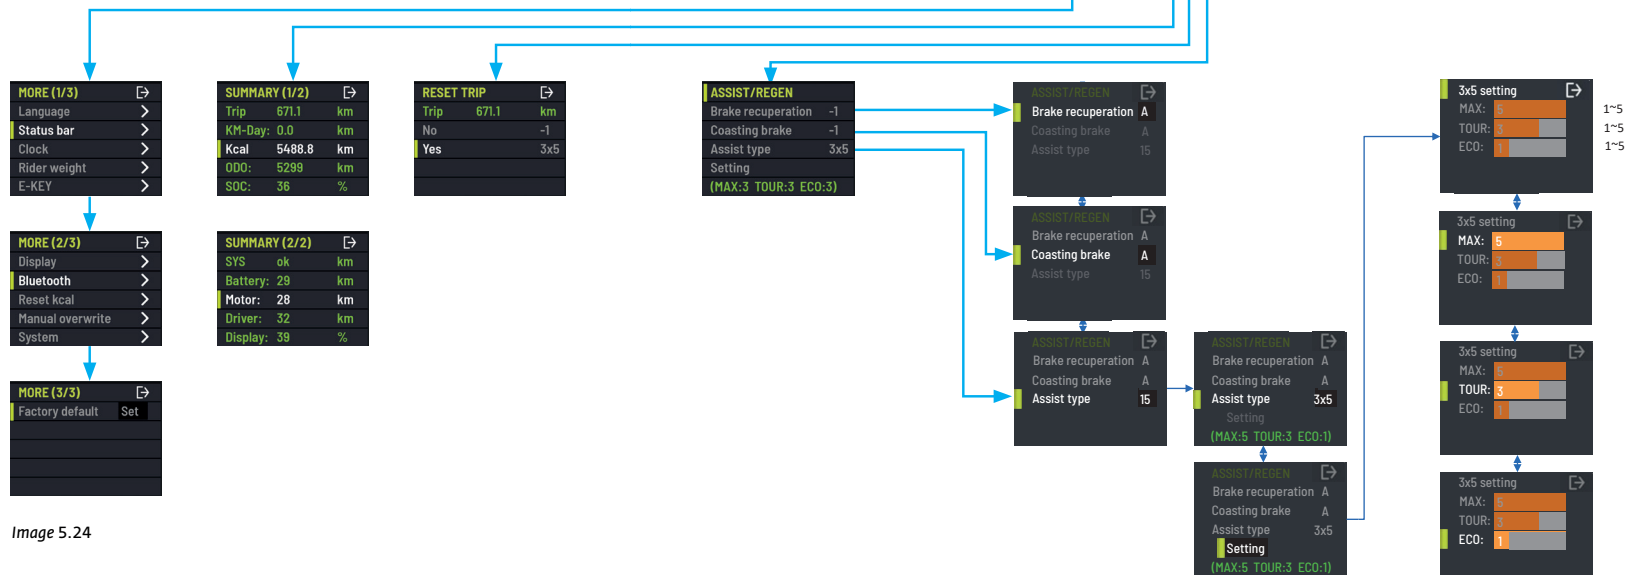 MORE (1/3)
Language
Status bar
Clock
Rider weight
E-KEY
MORE (2/3)
Display
Bluetooth
Reset kcal
Manual overwrite
System
MORE (3/3)
Factory default Set
Image 5.24
SUMMARY (1/2)
Trip 671.1 km
KM-Day: 0.0 km
Kcal 5488.8 km
ODO: 5299 km
SOC: 36 %
SUMMARY (2/2)
SYS ok km
Battery: 29 km
Motor: 28 km
Driver: 32 km
Display: 39 %
RESET TRIP
Trip 671.1 km
No -1
Yes 3x5
ASSIST/REGEN
Brake recuperation -1
Coasting brake -1
Assist type 3x5
Setting
(MAX:3 TOUR:3 ECO:3)
ASSIST/REGEN
Brake recuperation A
Coasting brake A
Assist type 15
ASSIST/REGEN
Brake recuperation A
Coasting brake A
Assist type 15
ASSIST/REGEN
Brake recuperation A
Coasting brake A
Assist type 15
ASSIST/REGEN
Brake recuperation A
Coasting brake A
Assist type 3x5
Setting
(MAX:5 TOUR:3 ECO:1)
ASSIST/REGEN
Brake recuperation A
Coasting brake A
Assist type 3x5
Setting
(MAX:5 TOUR:3 ECO:1)
3x5 setting
MAX: 5 1~5
TOUR: 3 1~5
ECO: 1 1~5
3x5 setting
MAX: 5
TOUR: 3
ECO: 1
3x5 setting
MAX: 5
TOUR: 3
ECO: 1
3x5 setting
MAX: 5
TOUR: 3
ECO: 1